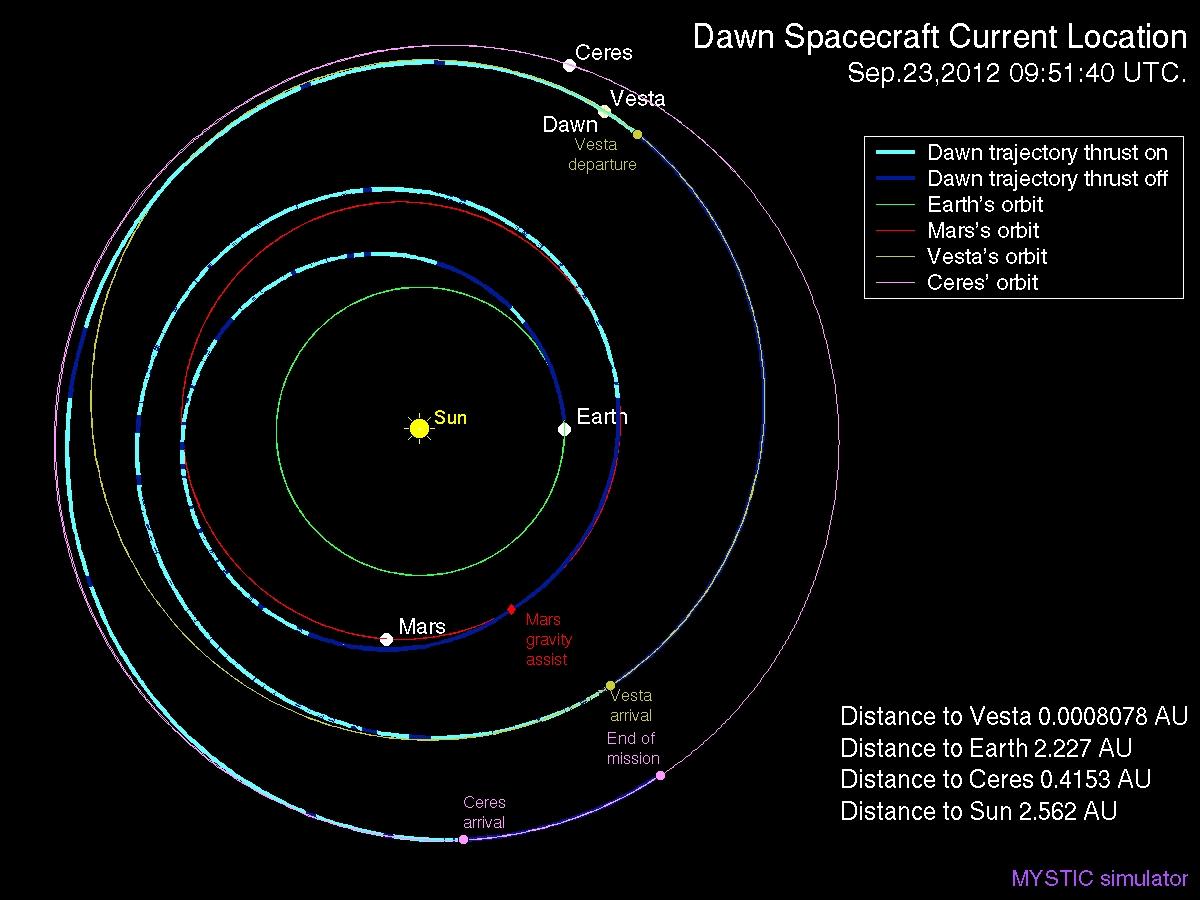 Dawn Spacecraft Current Location
Sep.23,2012 09:51:40 UTC.
Ceres
Vesta
Dawn
Vesta
departure
Dawn trajectory thrust on
Dawn trajectory thrust off
Earth's orbit
Mars's orbit
Vesta's orbit
Ceres' orbit
Sun
Earth
Mars
Mars
gravity
assist
Vesta
arrival
End of
mission
Ceres
arrival
Distance to Vesta 0.0008078 AU
Distance to Earth 2.227 AU
Distance to Ceres 0.4153 AU
Distance to Sun 2.562 AU
MYSTIC simulator